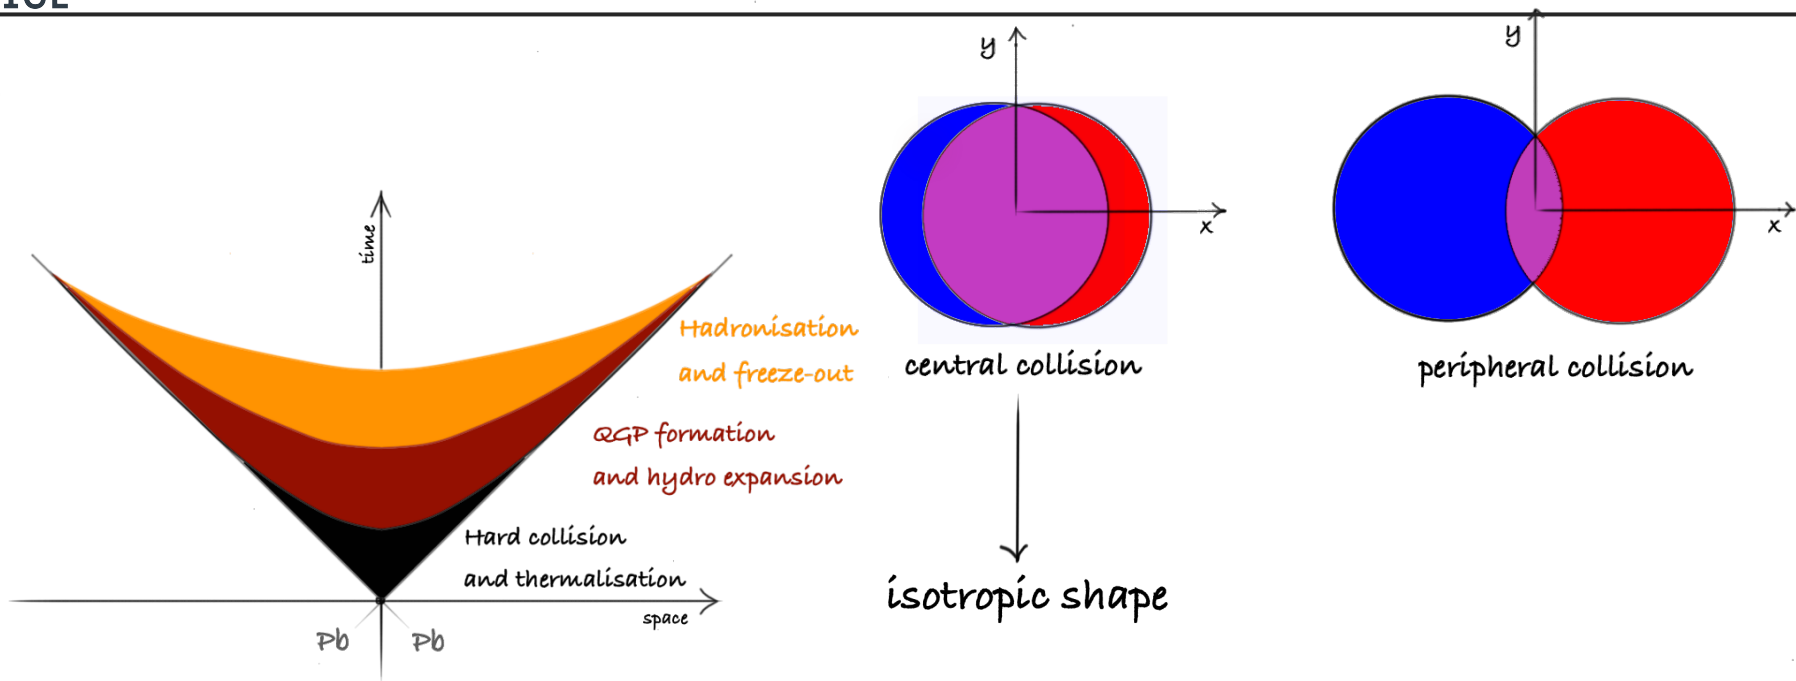 y
y
x
x
time
Hadronisation
and freeze-out
central collision
peripheral collision
QGP formation
and hydro expansion
Hard collision
and thermalisation
isotropic shape
space
Pb
Pb